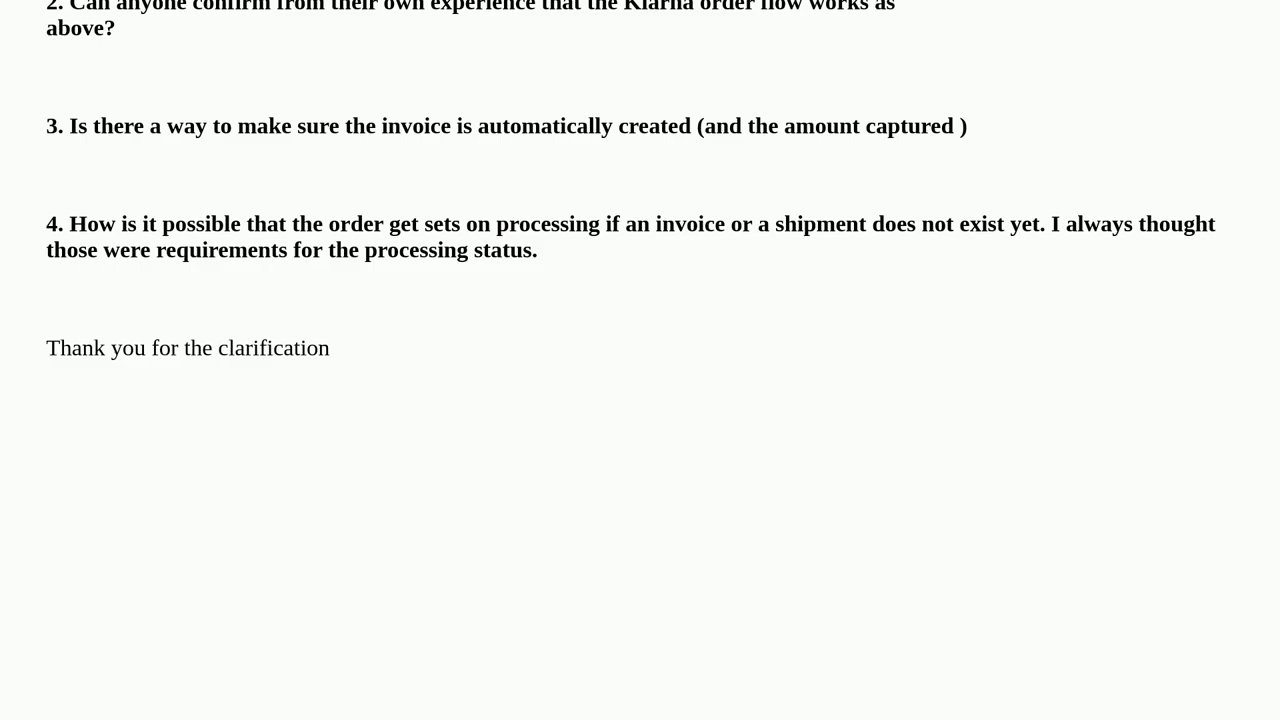 2. Can anyone confirm from their own experience that the Klarna order flow works as
above?
3. Is there a way to make sure the invoice is automatically created (and the amount captured )
4. How is it possible that the order get sets on processing if an invoice or a shipment does not exist yet. I always thought
those were requirements for the processing status.
Thank you for the clarification